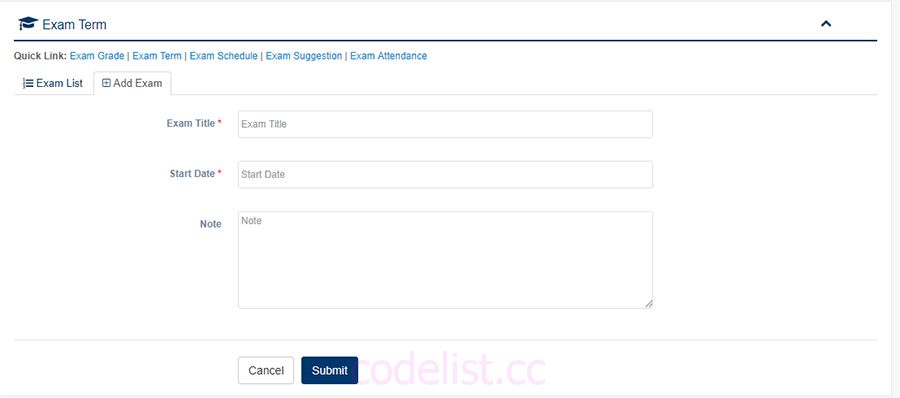 Exam Term
Quick Link: Exam Grade | Exam Term | Exam Schedule | Exam Suggestion | Exam Attendance
Exam List Add Exam
Exam Title * Exam Title
Start Date * Start Date
Note Note
Cancel Submit codelist.cc